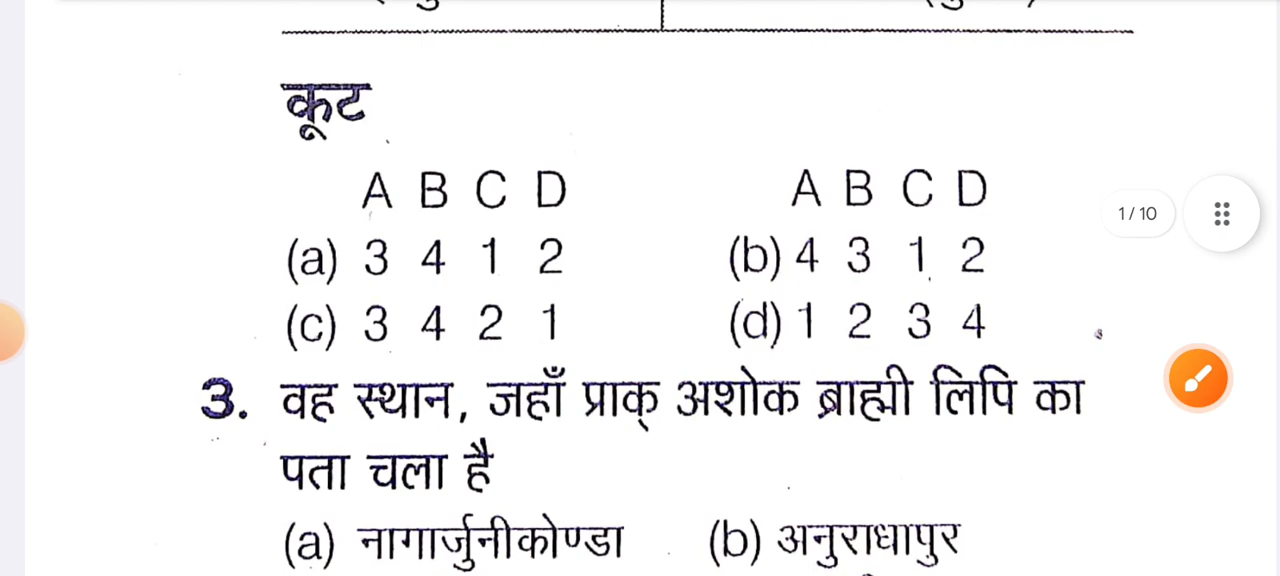 कूट
A B C D A B C D
(a) 3 4 1 2 (b) 4 3 1 2
1 / 10
(c) 3 4 2 1 (d) 1 2 3 4
3. वह स्थान, जहाँ प्राक् अशोक ब्राह्मी लिपि का
पता चला है
(a) नागार्जुनीकोण्डा (b) अनुराधापुर